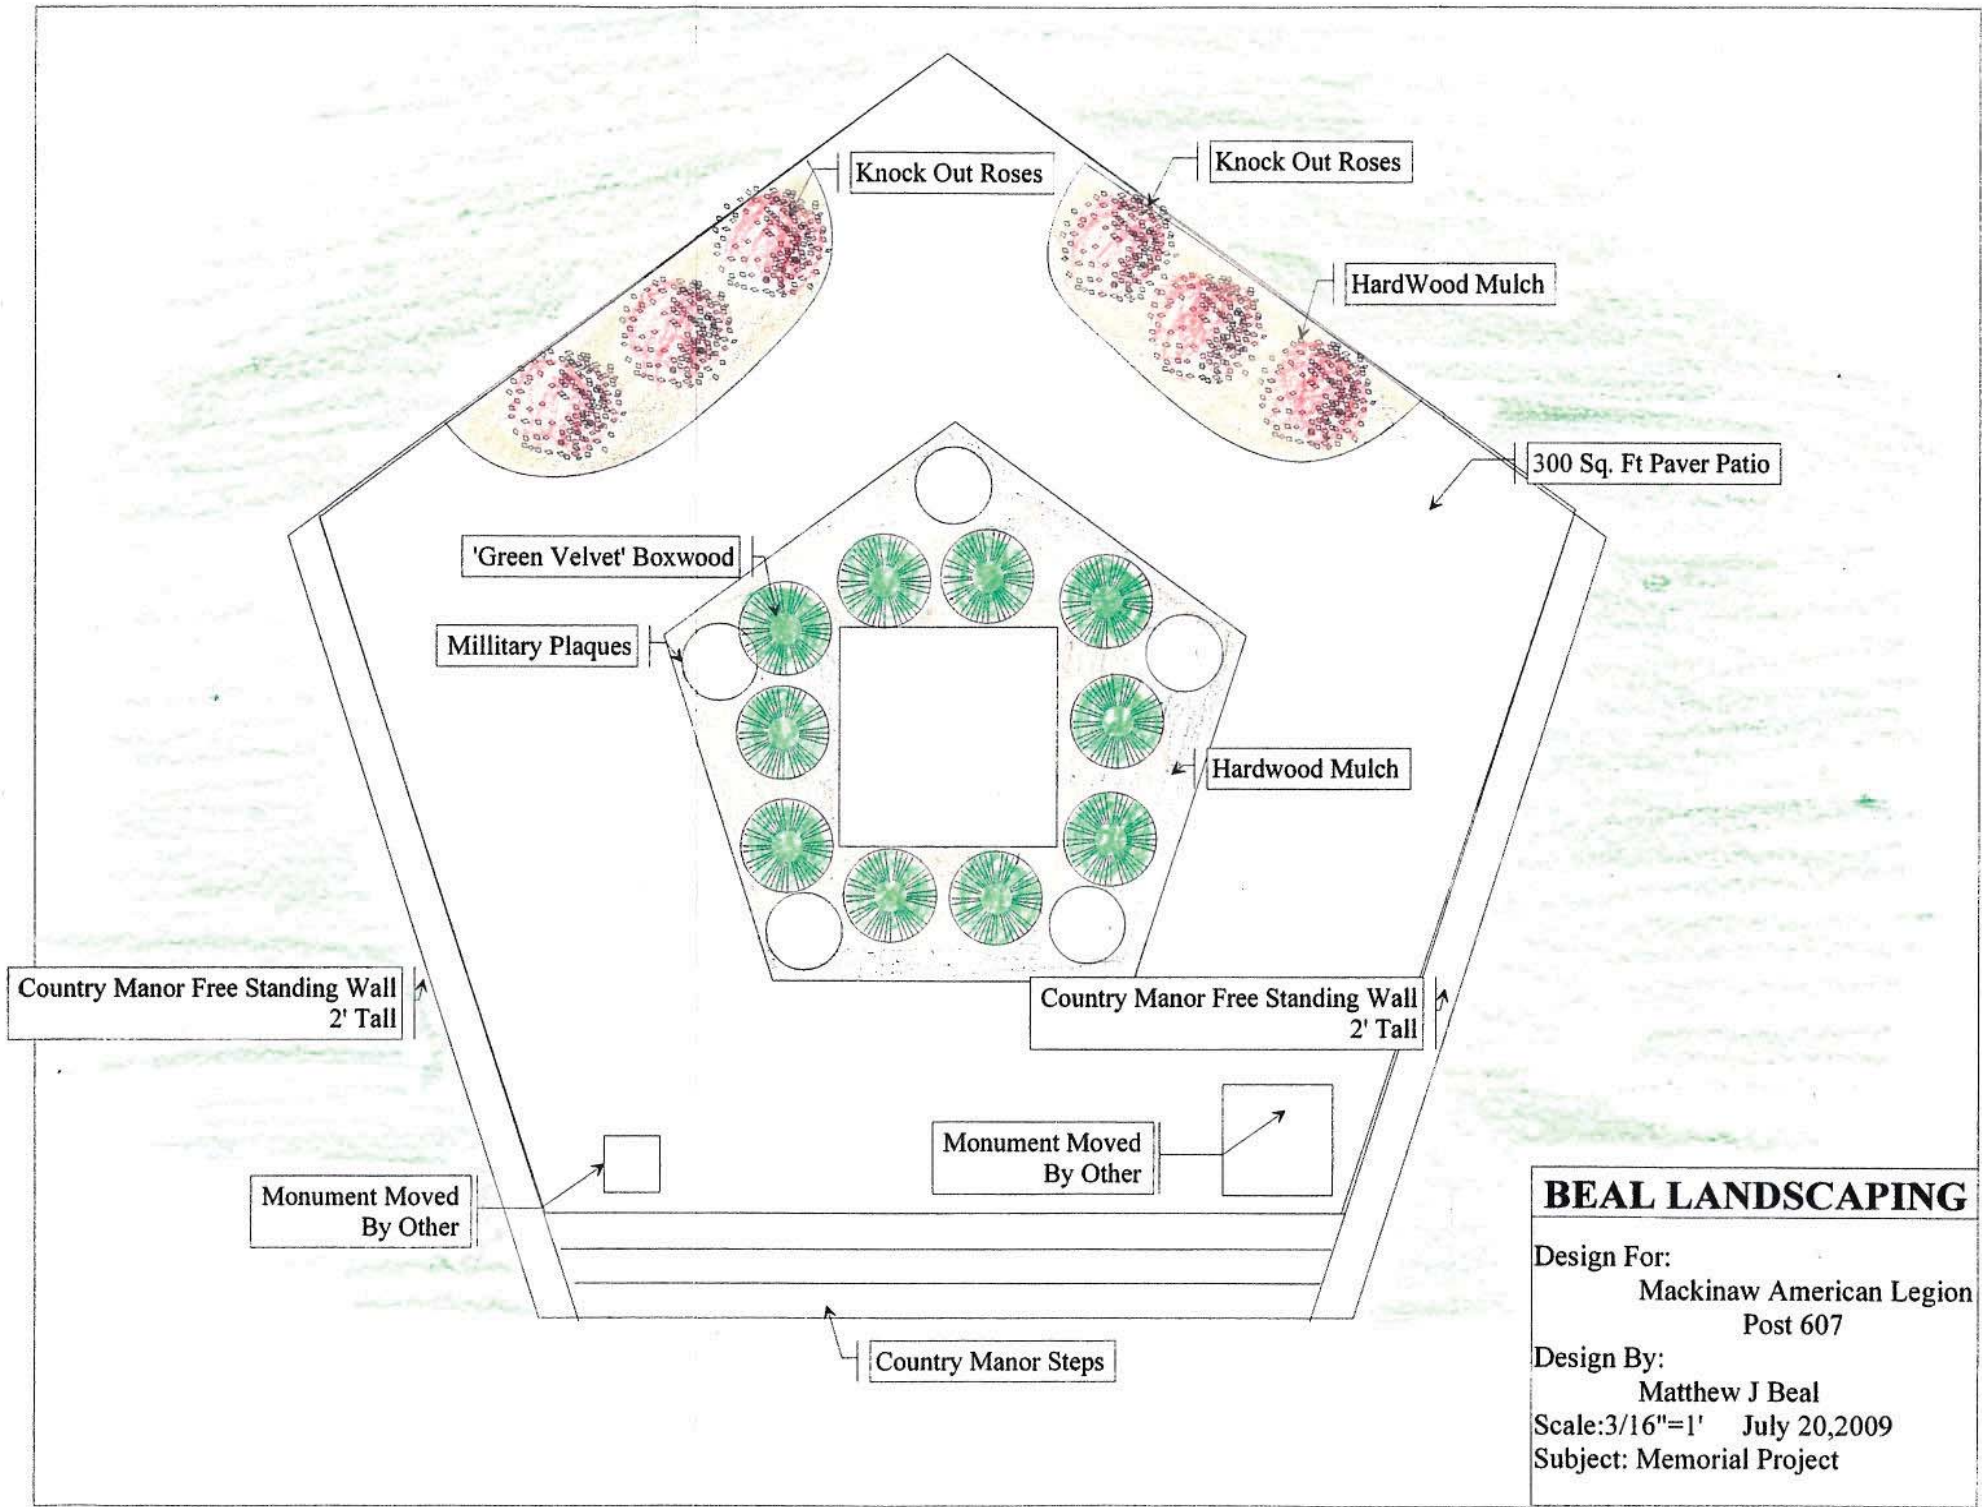 Knock Out Roses
Knock Out Roses
HardWood Mulch
300 Sq. Ft Paver Patio
'Green Velvet' Boxwood
Millitary Plaques
Hardwood Mulch
Country Manor Free Standing Wall
2' Tall
Country Manor Free Standing Wall
2' Tall
Monument Moved
By Other
Monument Moved
By Other
Country Manor Steps
BEAL LANDSCAPING
Design For:
Mackinaw American Legion
Post 607
Design By:
Matthew J Beal
Scale:3/16"=1' July 20,2009
Subject: Memorial Project